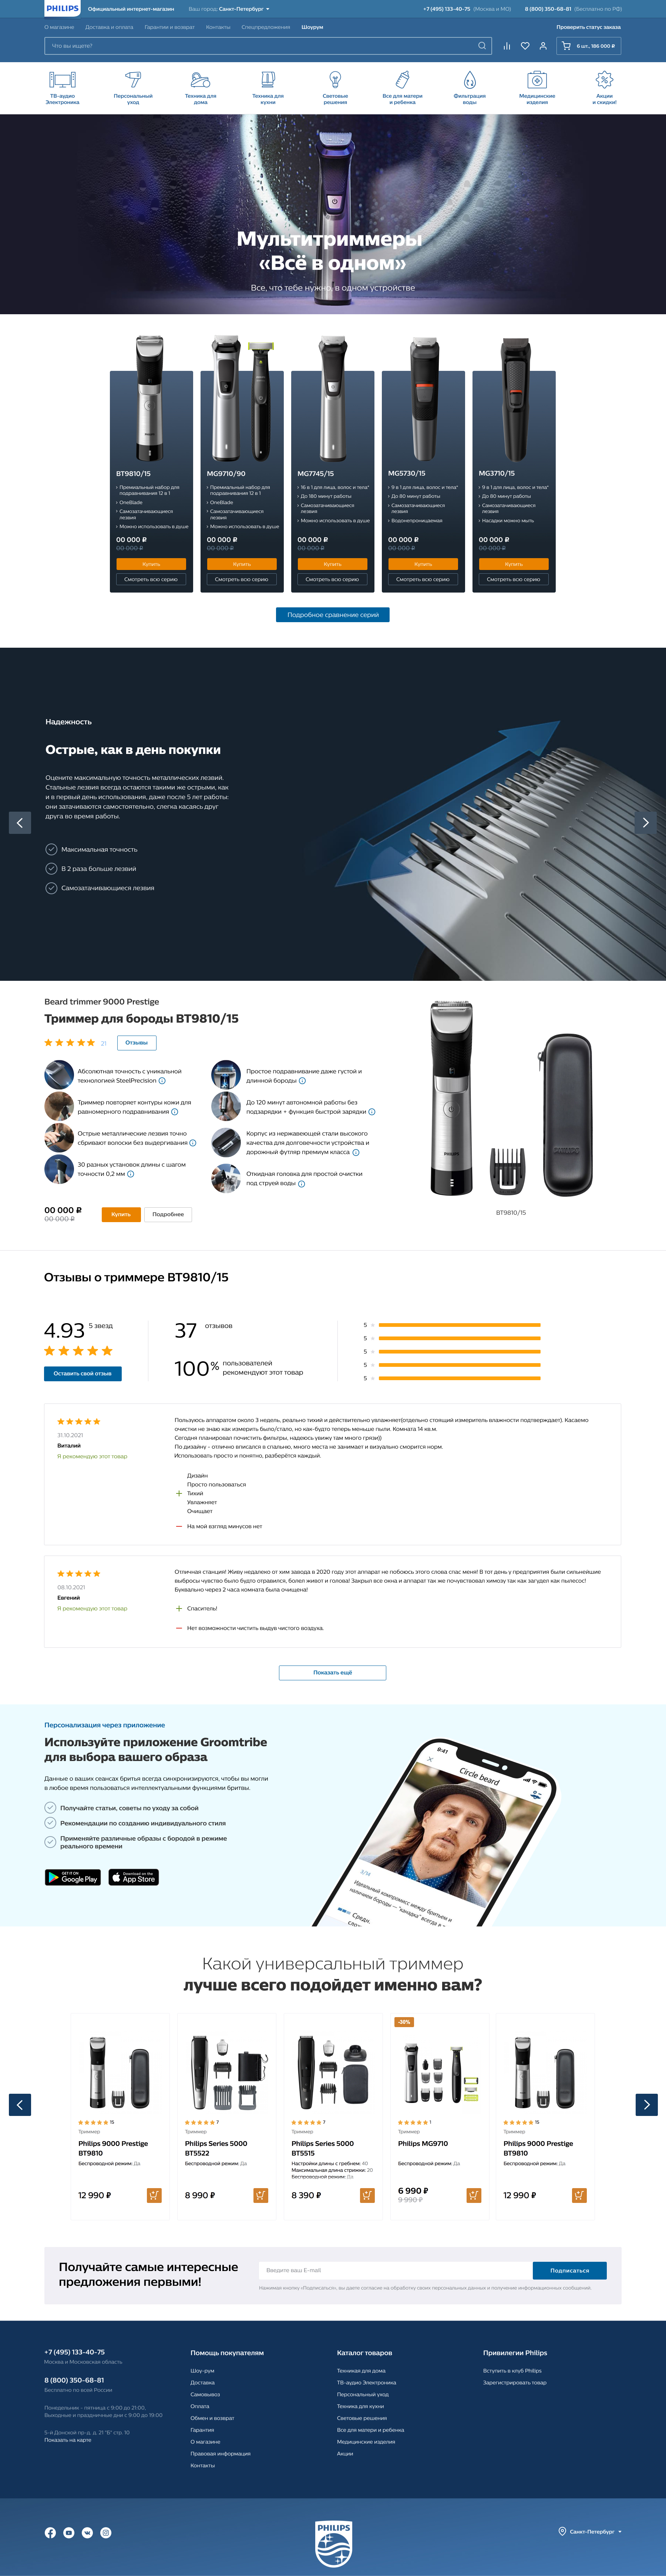 PHILIPS
Официальный интернет-магазин
Ваш город: Санкт-Петербург
+7 (495) 133-40-75 (Москва и МО)
8 (800) 350-68-81 (Бесплатно по РФ)
О магазине
Доставка и оплата
Гарантия и возврат
Контакты
Спецпредложения
Шоурум
Проверить статус заказа
Что вы ищете?
6 шт., 186 000 ₽
ТВ-аудио
Электроника
Персональный
уход
Техника для
дома
Техника для
кухни
Световые
решения
Все для матери
и ребенка
Фильтрация
воды
Медицинские
изделия
Акции
и скидки!
Мультитриммеры
«Всё в одном»
Все, что тебе нужно, в одном устройстве
BT9810/15
Премиальный набор для
подравнивания 12 в 1
OneBlade
Самозатачивающиеся
лезвия
Можно использовать в душе
00 000 ₽
00 000 ₽
Купить
Смотреть всю серию
MG9710/90
Премиальный набор для
подравнивания 12 в 1
OneBlade
Самозатачивающиеся
лезвия
Можно использовать в душе
00 000 ₽
00 000 ₽
Купить
Смотреть всю серию
MG7745/15
16 в 1 для лица, волос и тела*
До 180 минут работы
Самозатачивающиеся
лезвия
Можно использовать в душе
00 000 ₽
00 000 ₽
Купить
Смотреть всю серию
MG5730/15
9 в 1 для лица, волос и тела*
До 80 минут работы
Самозатачивающиеся
лезвия
Водонепроницаемая
00 000 ₽
00 000 ₽
Купить
Смотреть всю серию
MG3710/15
9 в 1 для лица, волос и тела*
До 80 минут работы
Самозатачивающиеся
лезвия
Насадки можно мыть
00 000 ₽
00 000 ₽
Купить
Смотреть всю серию
Подробное сравнение серий
Надежность
Острые, как в день покупки
Оцените максимальную точность металлических лезвий.
Стальные лезвия всегда остаются такими же острыми, как
и в первый день использования, даже после 5 лет работы:
они затачиваются самостоятельно, слегка касаясь друг
друга во время работы.
Максимальная точность
В 2 раза больше лезвий
Самозатачивающиеся лезвия
Beard trimmer 9000 Prestige
Триммер для бороды BT9810/15
21
Отзывы
Абсолютная точность с уникальной
технологией SteelPrecision
Триммер повторяет контуры кожи для
равномерного подравнивания
Острые металлические лезвия точно
сбривают волоски без выдергивания
30 разных установок длины с шагом
точности 0,2 мм
Простое подравнивание даже густой и
длинной бороды
До 120 минут автономной работы без
подзарядки + функция быстрой зарядки
Корпус из нержавеющей стали высокого
качества для долговечности устройства и
дорожный футляр премиум класса
Откидная головка для простой очистки
под струей воды
BT9810/15
00 000 ₽
00 000 ₽
Купить
Подробнее
Отзывы о триммере BT9810/15
4.93 5 звезд
Оставить свой отзыв
37 отзывов
100% пользователей
рекомендуют этот товар
5
5
5
5
5
31.10.2021
Виталий
Я рекомендую этот товар
Пользуюсь аппаратом около 3 недель, реально тихий и действительно увлажняет(отдельно стоящий измеритель влажности подтверждает). Касаемо
очистки не знаю как измерить было/стало, но как-будто теперь меньше пыли. Комната 14 кв.м.
Сегодня планировал почистить фильтры, надеюсь увижу там много грязи))
По дизайну - отлично вписался в спальню, много места не занимает и визуально сморится норм.
Использовать просто и понятно, разберётся каждый.
Дизайн
Просто пользоваться
Тихий
Увлажняет
Очищает
На мой взгляд минусов нет
08.10.2021
Евгений
Я рекомендую этот товар
Отличная станция! Живу недалеко от хим завода в 2020 году этот аппарат не побоюсь этого слова спас меня! В тот день у предприятия были сильнейшие
выбросы чувство было будто отравился, болел живот и голова! Закрыл все окна и аппарат так же почувствовал химозу так как загудел как пылесос!
Буквально через 2 часа комната была очищена!
Спаситель!
Нет возможности чистить выдув чистого воздуха.
Показать ещё
Персонализация через приложение
Используйте приложение Groomtribe
для выбора вашего образа
Данные о ваших сеансах бритья всегда синхронизируются, чтобы вы могли
в любое время пользоваться интеллектуальными функциями бритвы.
Получайте статьи, советы по уходу за собой
Рекомендации по созданию индивидуального стиля
Применяйте различные образы с бородой в режиме
реального времени
GET IT ON
Google Play
Download on the
App Store
9:41
Circle beard
3/14
Идеальный компромисс между бритьем и
наличием бороды — "канадка" всегда в
Средн.
Какой универсальный триммер
лучше всего подойдет именно вам?
15
Триммер
Philips 9000 Prestige
BT9810
Беспроводной режим: Да
12 990 ₽
7
Триммер
Philips Series 5000
BT5522
Беспроводной режим: Да
8 990 ₽
7
Триммер
Philips Series 5000
BT5515
Настройки длины с гребнем: 40
Максимальная длина стрижки: 20
Беспроводной режим: Да
8 390 ₽
-30%
1
Триммер
Philips MG9710
Беспроводной режим: Да
6 990 ₽
9 990 ₽
15
Триммер
Philips 9000 Prestige
BT9810
Беспроводной режим: Да
12 990 ₽
Получайте самые интересные
предложения первыми!
Введите ваш E-mail
Подписаться
Нажимая кнопку «Подписаться», вы даете согласие на обработку своих персональных данных и получение информационных сообщений.
+7 (495) 133-40-75
Москва и Московская область
8 (800) 350-68-81
Бесплатно по всей России
Понедельник - пятница с 9:00 до 21:00,
Выходные и праздничные дни с 9:00 до 19:00
5-й Донской пр-д, д. 21 "Б" стр. 10.
Показать на карте
Помощь покупателям
Шоу-рум
Доставка
Самовывоз
Оплата
Обмен и возврат
Гарантия
О магазине
Правовая информация
Контакты
Каталог товаров
Техникая для дома
ТВ-аудио Электроника
Персональный уход
Техника для кухни
Световые решения
Все для матери и ребенка
Медицинские изделия
Акции
Привилегии Philips
Вступить в клуб Philips
Зарегистрировать товар
PHILIPS
Санкт-Петербург